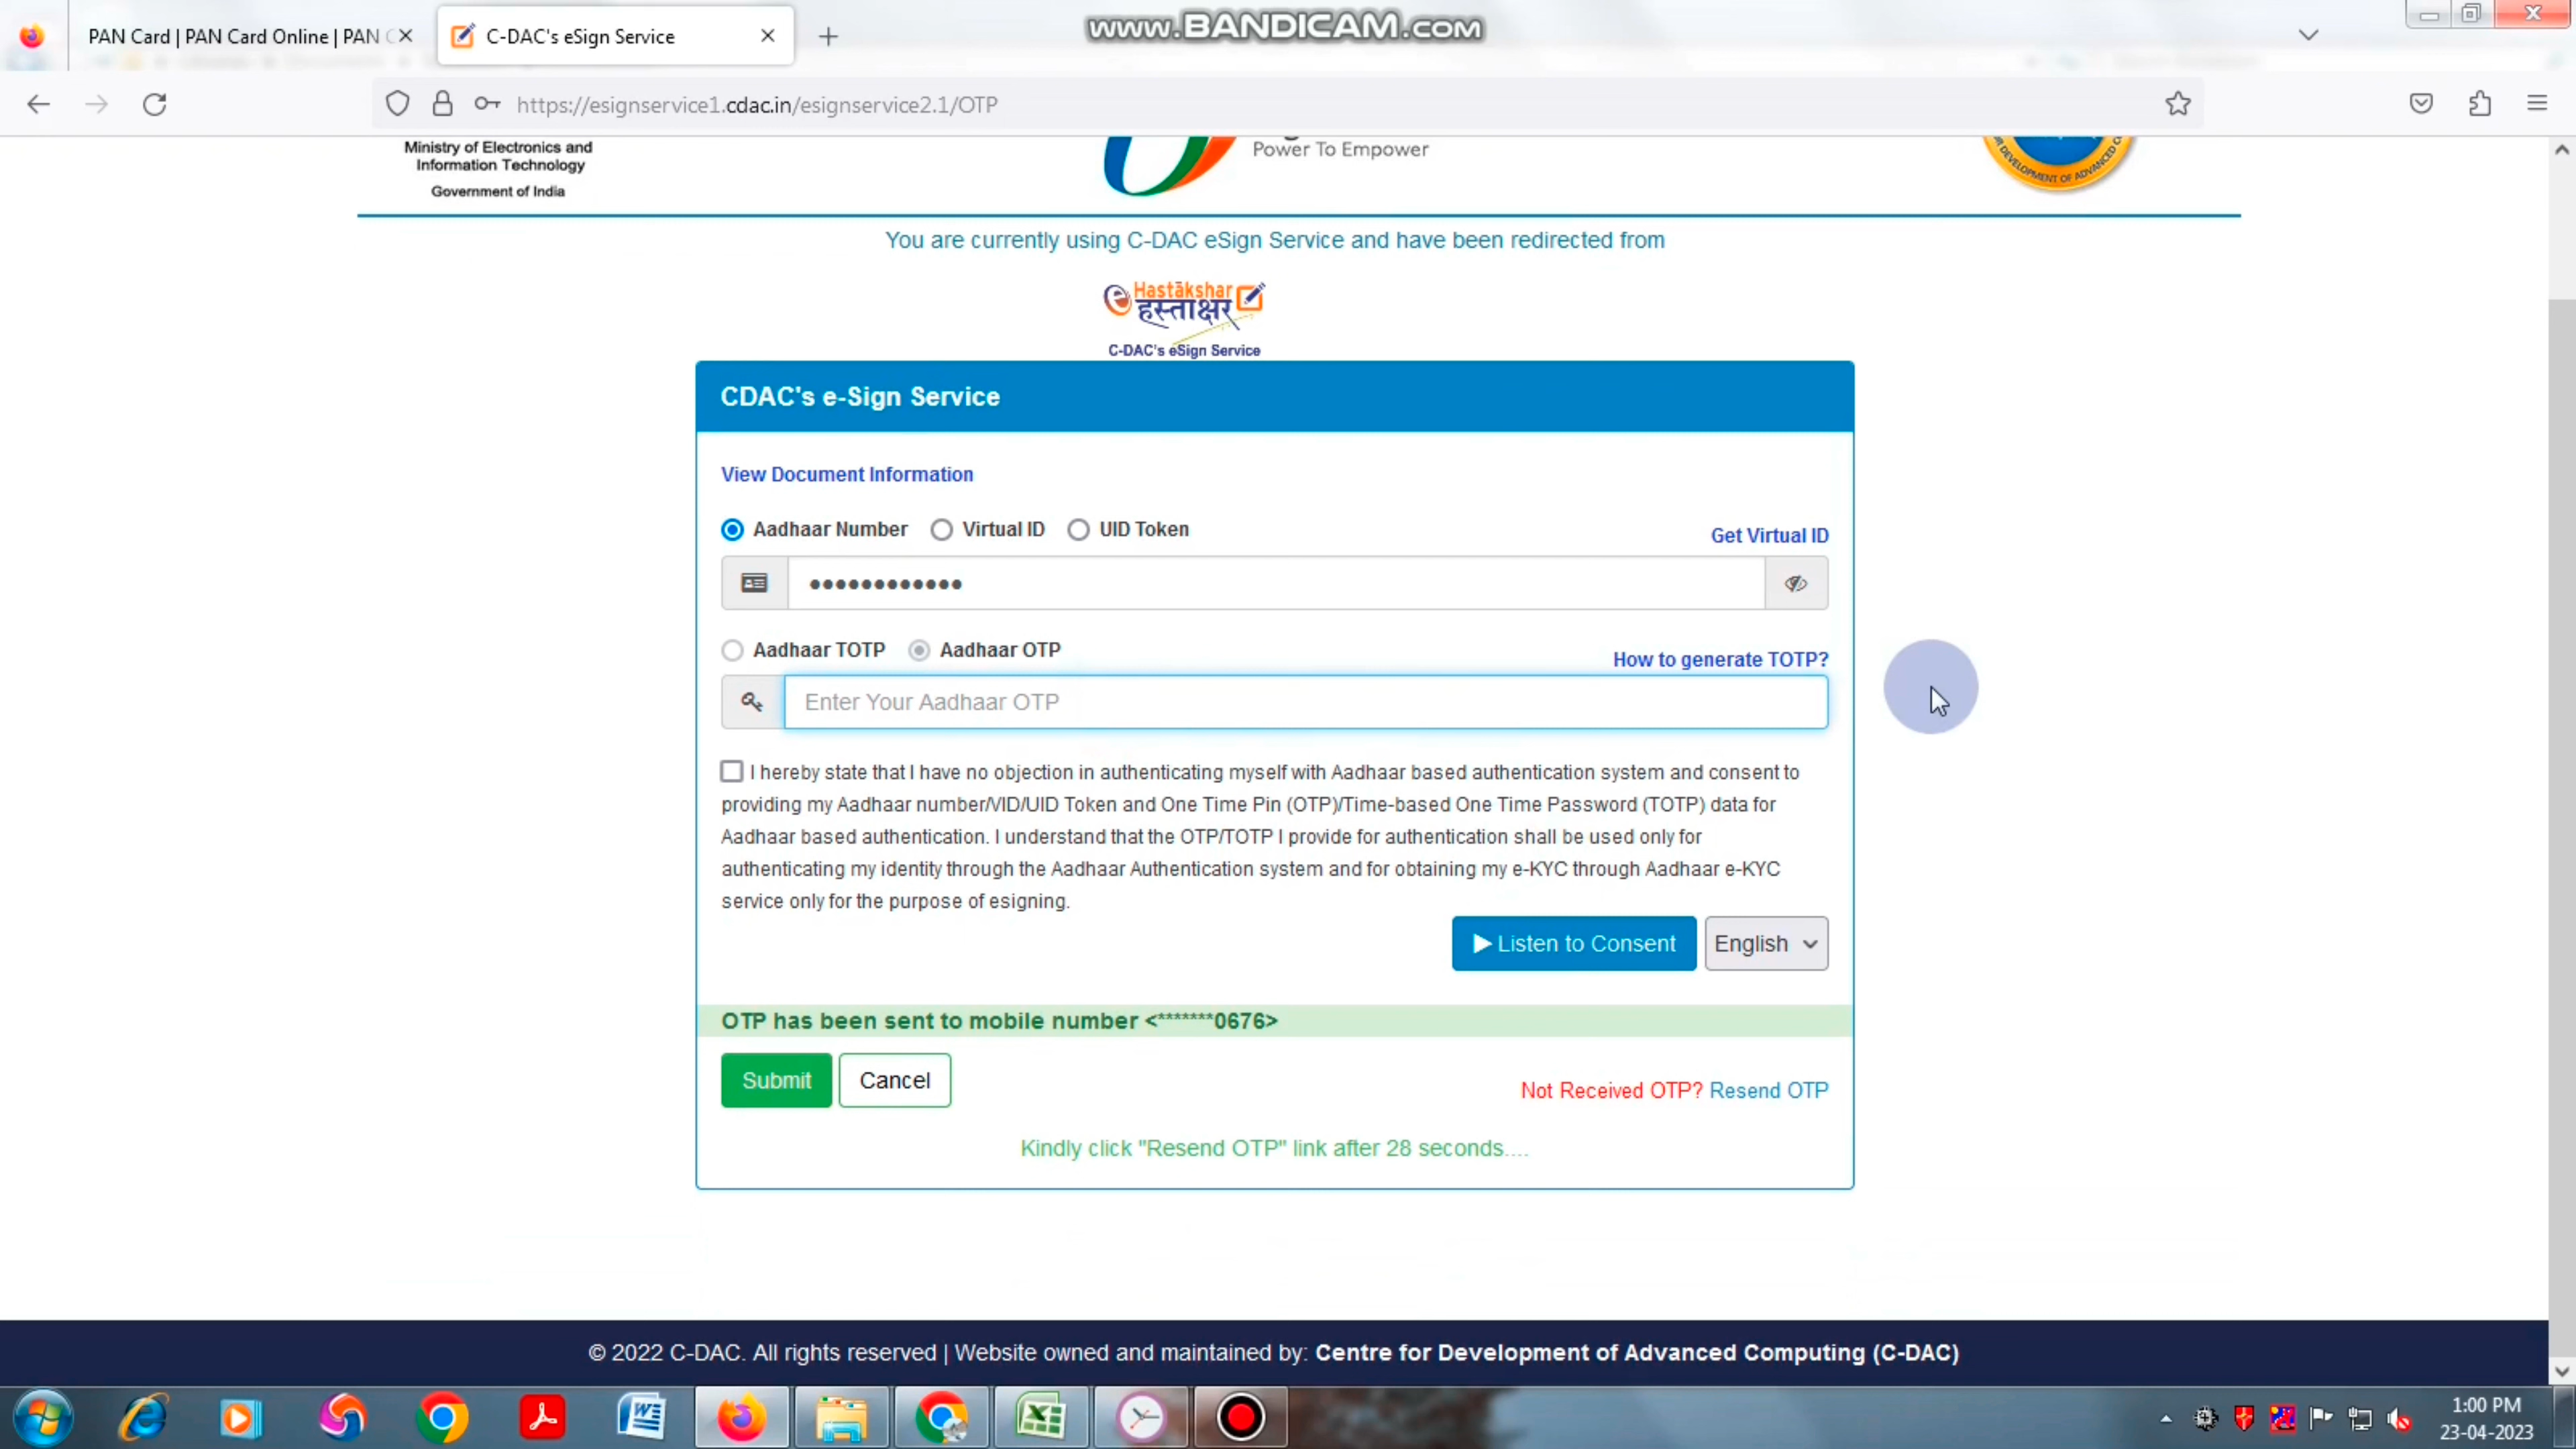 PAN Card | PAN Card Online | PAN C
C-DAC's eSign Service
www.BANDICAM.com
https://esignservice1.cdac.in/esignservice2.1/OTP
Ministry of Electronics and
Information Technology
Government of India
Power To Empower
DEVELOPMENT OF ADVANCED
You are currently using C-DAC eSign Service and have been redirected from
e Hastākshar
हस्ताक्षर
C-DAC's eSign Service
CDAC's e-Sign Service
View Document Information
Aadhaar Number Virtual ID UID Token
Get Virtual ID
Aadhaar TOTP Aadhaar OTP
How to generate TOTP?
Enter Your Aadhaar OTP
I hereby state that I have no objection in authenticating myself with Aadhaar based authentication system and consent to
providing my Aadhaar number/VID/UID Token and One Time Pin (OTP)/Time-based One Time Password (TOTP) data for
Aadhaar based authentication. I understand that the OTP/TOTP I provide for authentication shall be used only for
authenticating my identity through the Aadhaar Authentication system and for obtaining my e-KYC through Aadhaar e-KYC
service only for the purpose of esigning.
Listen to Consent English
OTP has been sent to mobile number <*******0676>
Submit Cancel
Not Received OTP? Resend OTP
Kindly click "Resend OTP" link after 28 seconds....
© 2022 C-DAC. All rights reserved | Website owned and maintained by: Centre for Development of Advanced Computing (C-DAC)
1:00 PM
23-04-2023